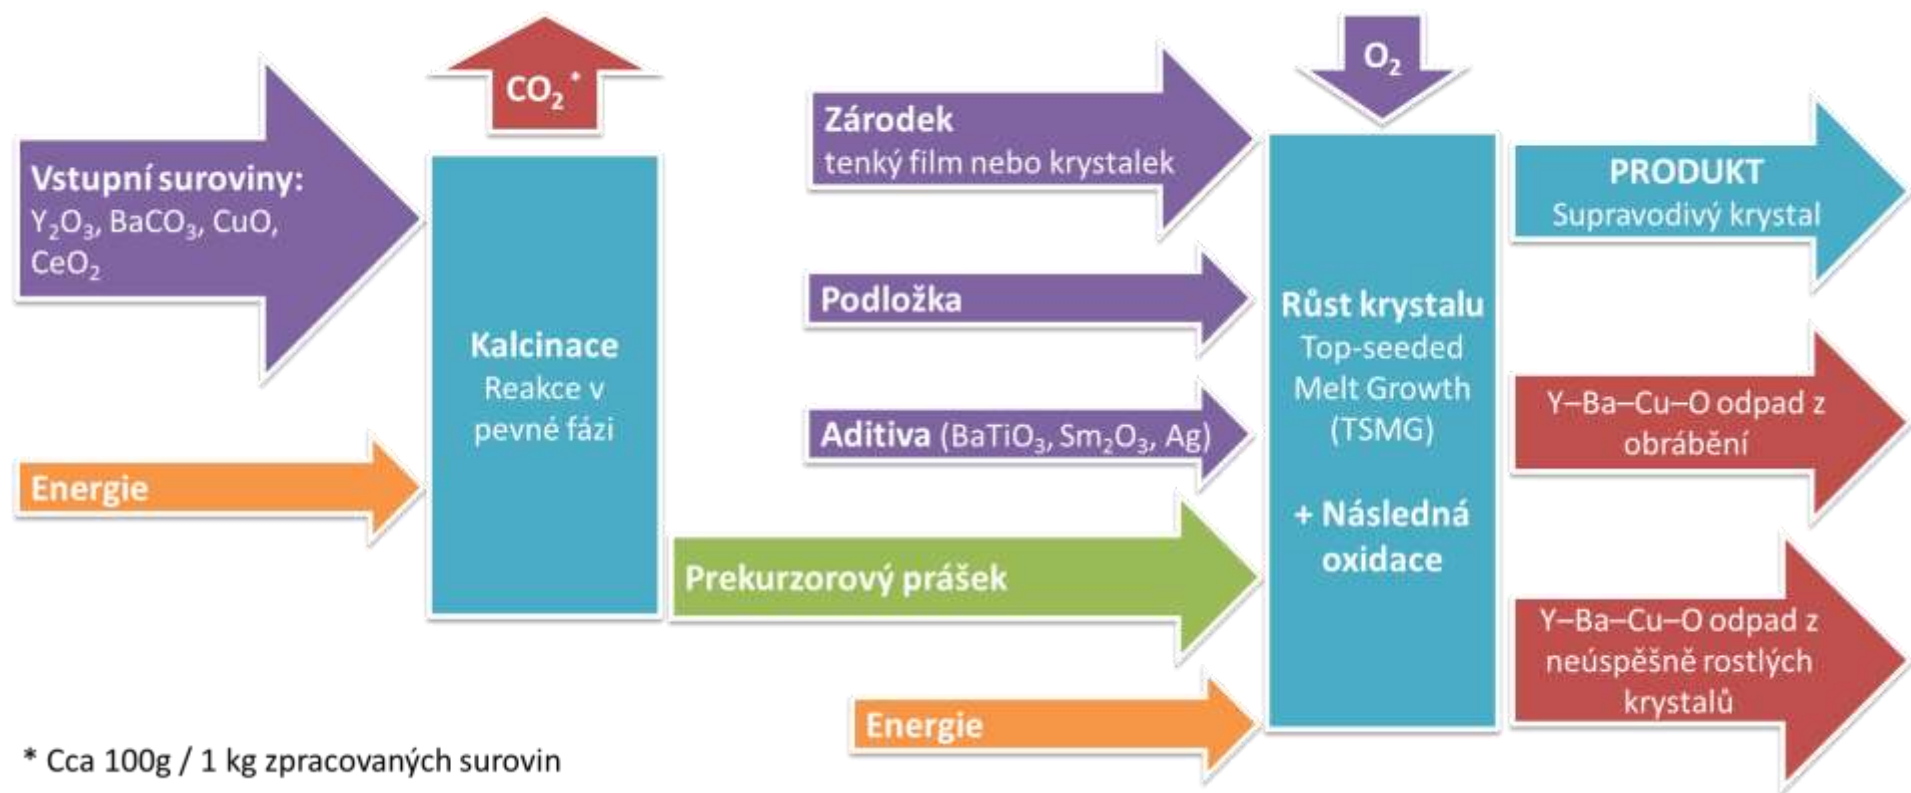 CO₂ *
O₂
Vstupní suroviny:
Y₂O₃, BaCO₃, CuO,
CeO₂
Energie
Kalcinace
Reakce v
pevné fázi
Zárodek
tenký film nebo krystalek
Podložka
Aditiva (BaTiO₃, Sm₂O₃, Ag)
Prekurzorový prášek
Energie
Růst krystalu
Top-seeded
Melt Growth
(TSMG)
+ Následná
oxidace
PRODUKT
Supravodivý krystal
Y–Ba–Cu–O odpad z
obrábění
Y–Ba–Cu–O odpad z
neúspěšně rostlých
krystalů
* Cca 100g / 1 kg zpracovaných surovin